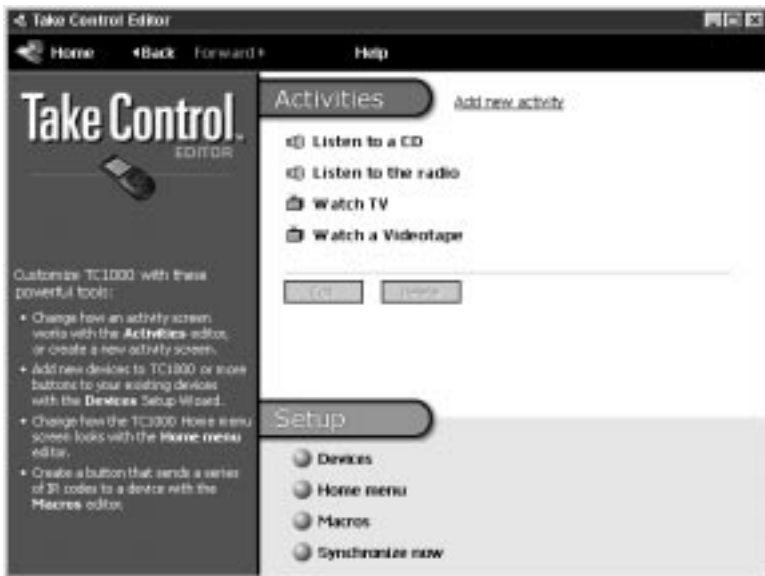 Take Control Editor
Home Back Forward Help
Take Control™
EDITOR
Customize TC1000 with these
powerful tools:
• Change how an activity screen
works with the Activities editor,
or create a new activity screen.
• Add new devices to TC1000 or more
buttons to your existing devices
with the Devices Setup Wizard.
• Change how the TC1000 Home menu
screen looks with the Home menu
editor.
• Create a button that sends a series
of IR codes to a device with the
Macros editor.
Activities
Add new activity
Listen to a CD
Listen to the radio
Watch TV
Watch a Videotape
Edit Delete
Setup
Devices
Home menu
Macros
Synchronize now